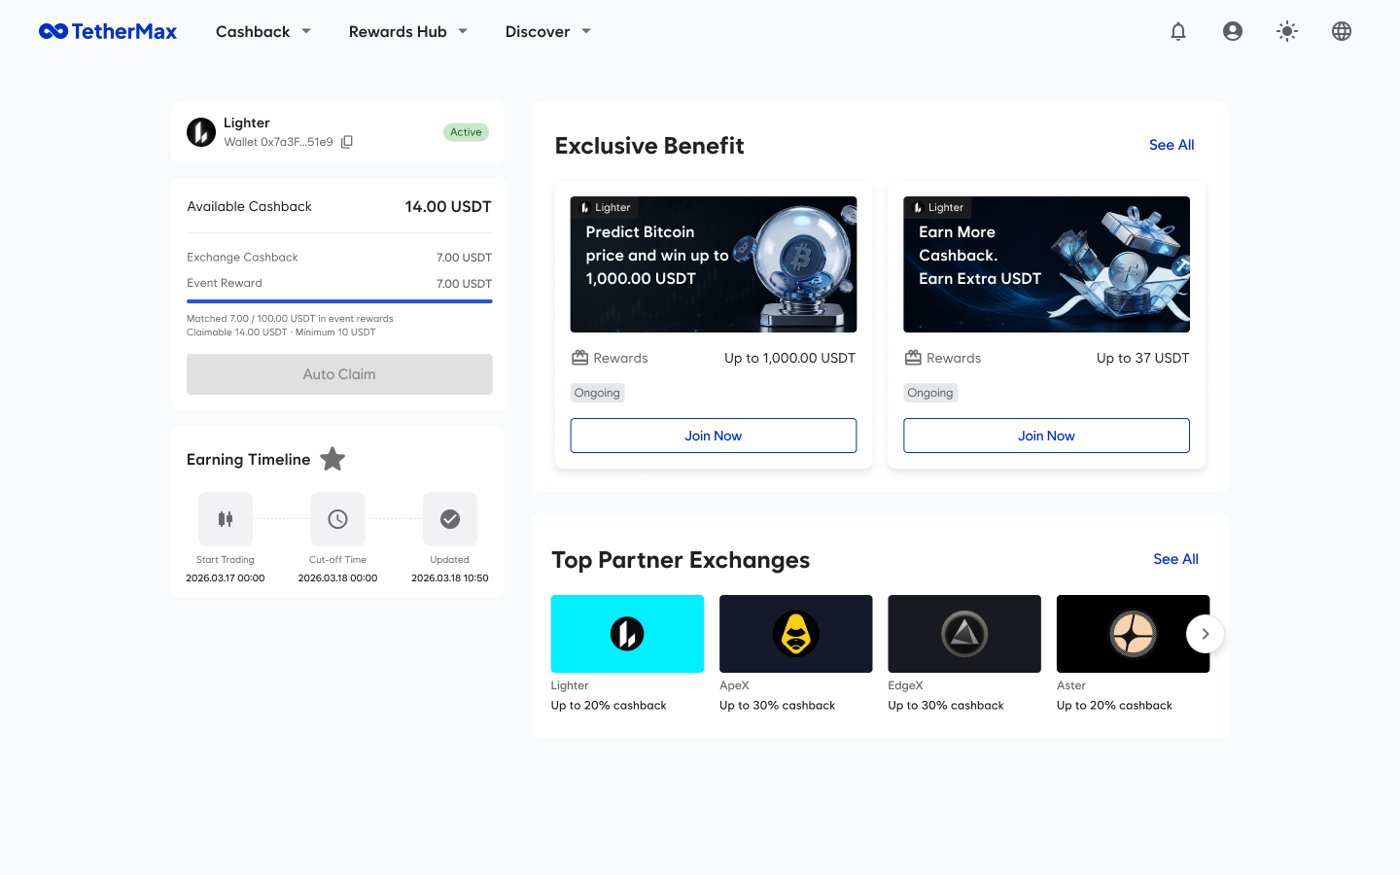 TetherMax
Cashback
Rewards Hub
Discover
Lighter
Wallet 0x7a3F...51e9
Active
Available Cashback
14.00 USDT
Exchange Cashback
7.00 USDT
Event Reward
7.00 USDT
Matched 7.00 / 100.00 USDT in event rewards
Claimable 14.00 USDT · Minimum 10 USDT
Auto Claim
Earning Timeline
Start Trading
2026.03.17 00:00
Cut-off Time
2026.03.18 00:00
Updated
2026.03.18 10:50
Exclusive Benefit
See All
Lighter
Predict Bitcoin
price and win up to
1,000.00 USDT
Rewards
Up to 1,000.00 USDT
Ongoing
Join Now
Lighter
Earn More
Cashback.
Earn Extra USDT
Rewards
Up to 37 USDT
Ongoing
Join Now
Top Partner Exchanges
See All
Lighter
Up to 20% cashback
ApeX
Up to 30% cashback
EdgeX
Up to 30% cashback
Aster
Up to 20% cashback